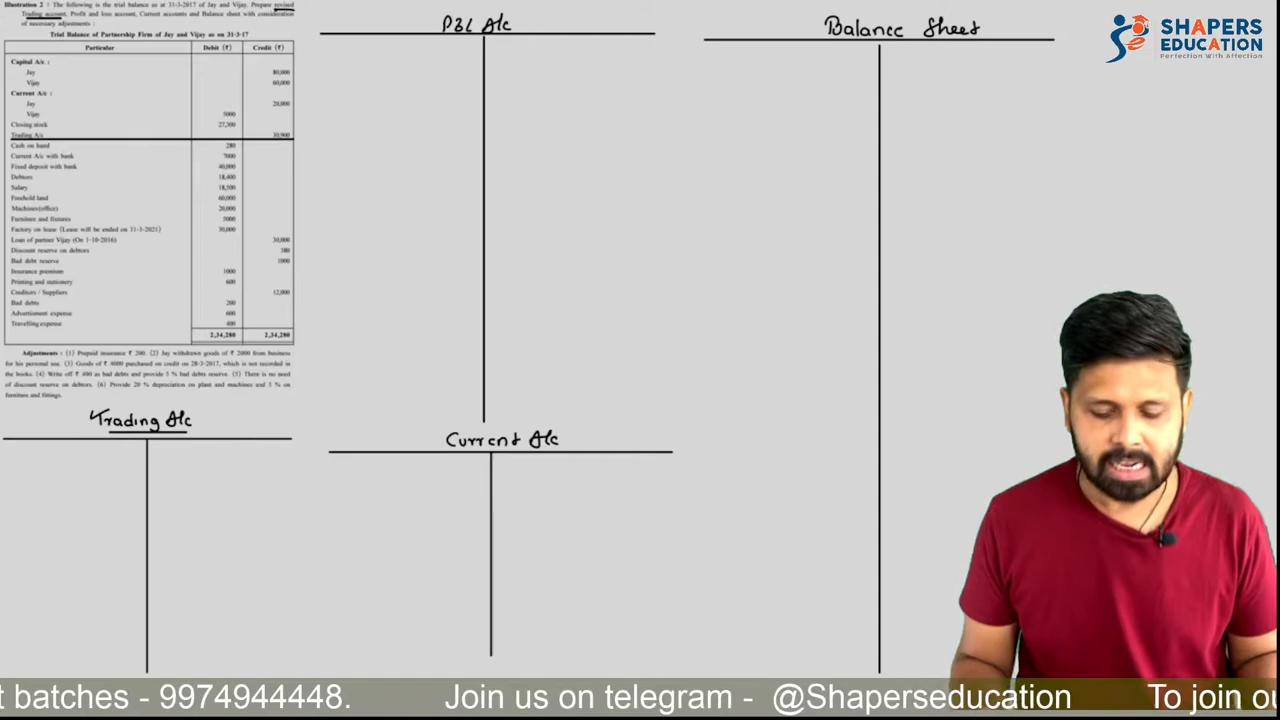 Illustration 2 : The following is the trial balance as at 31-3-2017 of Jay and Vijay. Prepare revised
Trading account, Profit and loss account, Current accounts and Balance sheet with consideration
of necessary adjustments :
Trial Balance of Partnership Firm of Jay and Vijay as on 31-3-17
Particular Debit (₹) Credit (₹)
Capital A/c :
Jay 80,000
Vijay 60,000
Current A/c :
Jay 20,000
Vijay 5000
Closing stock 27,300
Trading A/c 30,900
Cash on hand 280
Current A/c with bank 7000
Fixed deposit with bank 40,000
Debtors 18,400
Salary 18,500
Freehold land 60,000
Machines(office) 20,000
Furniture and fixtures 5000
Factory on lease (Lease will be ended on 31-3-2021) 30,000
Loan of partner Vijay (On 1-10-2016) 30,000
Discount reserve on debtors 380
Bad debt reserve 1000
Insurance premium 1000
Printing and stationery 600
Creditors / Suppliers 12,000
Bad debts 200
Advertisment expense 600
Travelling expense 400
2,34,280 2,34,280
Adjustments : (1) Prepaid insurance ₹ 200. (2) Jay withdrawn goods of ₹ 2000 from business
for his personal use. (3) Goods of ₹ 4000 purchased on credit on 28-3-2017, which is not recorded in
the books. (4) Write off ₹ 400 as bad debts and provide 5 % bad debts reserve. (5) There is no need
of discount reserve on debtors. (6) Provide 20 % depreciation on plant and machines and 5 % on
furniture and fittings.
Trading A/c
P&L A/c
Current A/c
Balance Sheet
SHAPERS
EDUCATION
Perfection With Affection
t batches - 9974944448. Join us on telegram - @Shaperseducation To join ou